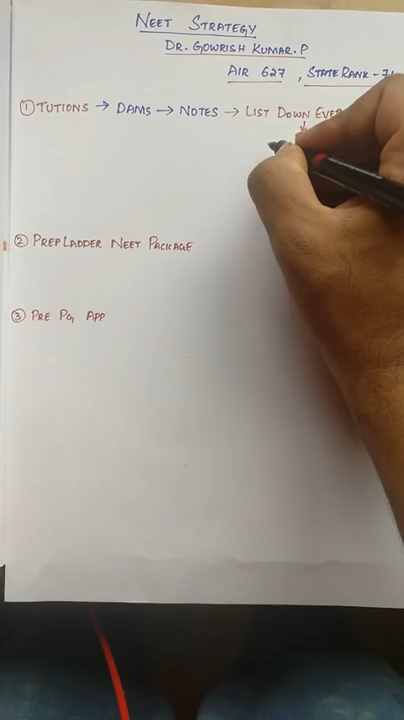 NEET STRATEGY
DR. GOWRISH KUMAR. P
AIR 627 , STATE RANK - 71
① TUTIONS → DAMS → NOTES → LIST DOWN
↓
② PREPLADDER NEET PACKAGE
③ PRE PG APP